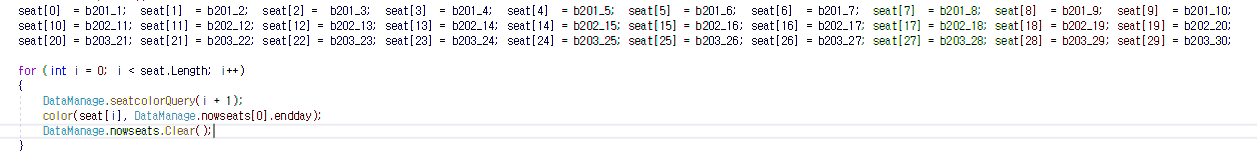 seat[0] = b201_1; seat[1] = b201_2; seat[2] = b201_3; seat[3] = b201_4; seat[4] = b201_5; seat[5] = b201_6; seat[6] = b201_7; seat[7] = b201_8; seat[8] = b201_9; seat[9] = b201_10;
seat[10] = b202_11; seat[11] = b202_12; seat[12] = b202_13; seat[13] = b202_14; seat[14] = b202_15; seat[15] = b202_16; seat[16] = b202_17; seat[17] = b202_18; seat[18] = b202_19; seat[19] = b202_20;
seat[20] = b203_21; seat[21] = b203_22; seat[22] = b203_23; seat[23] = b203_24; seat[24] = b203_25; seat[25] = b203_26; seat[26] = b203_27; seat[27] = b203_28; seat[28] = b203_29; seat[29] = b203_30;
for (int i = 0; i < seat.Length; i++)
{
DataManage.seatcolorQuery(i + 1);
color(seat[i], DataManage.nowseats[0].endday);
DataManage.nowseats.Clear();
}